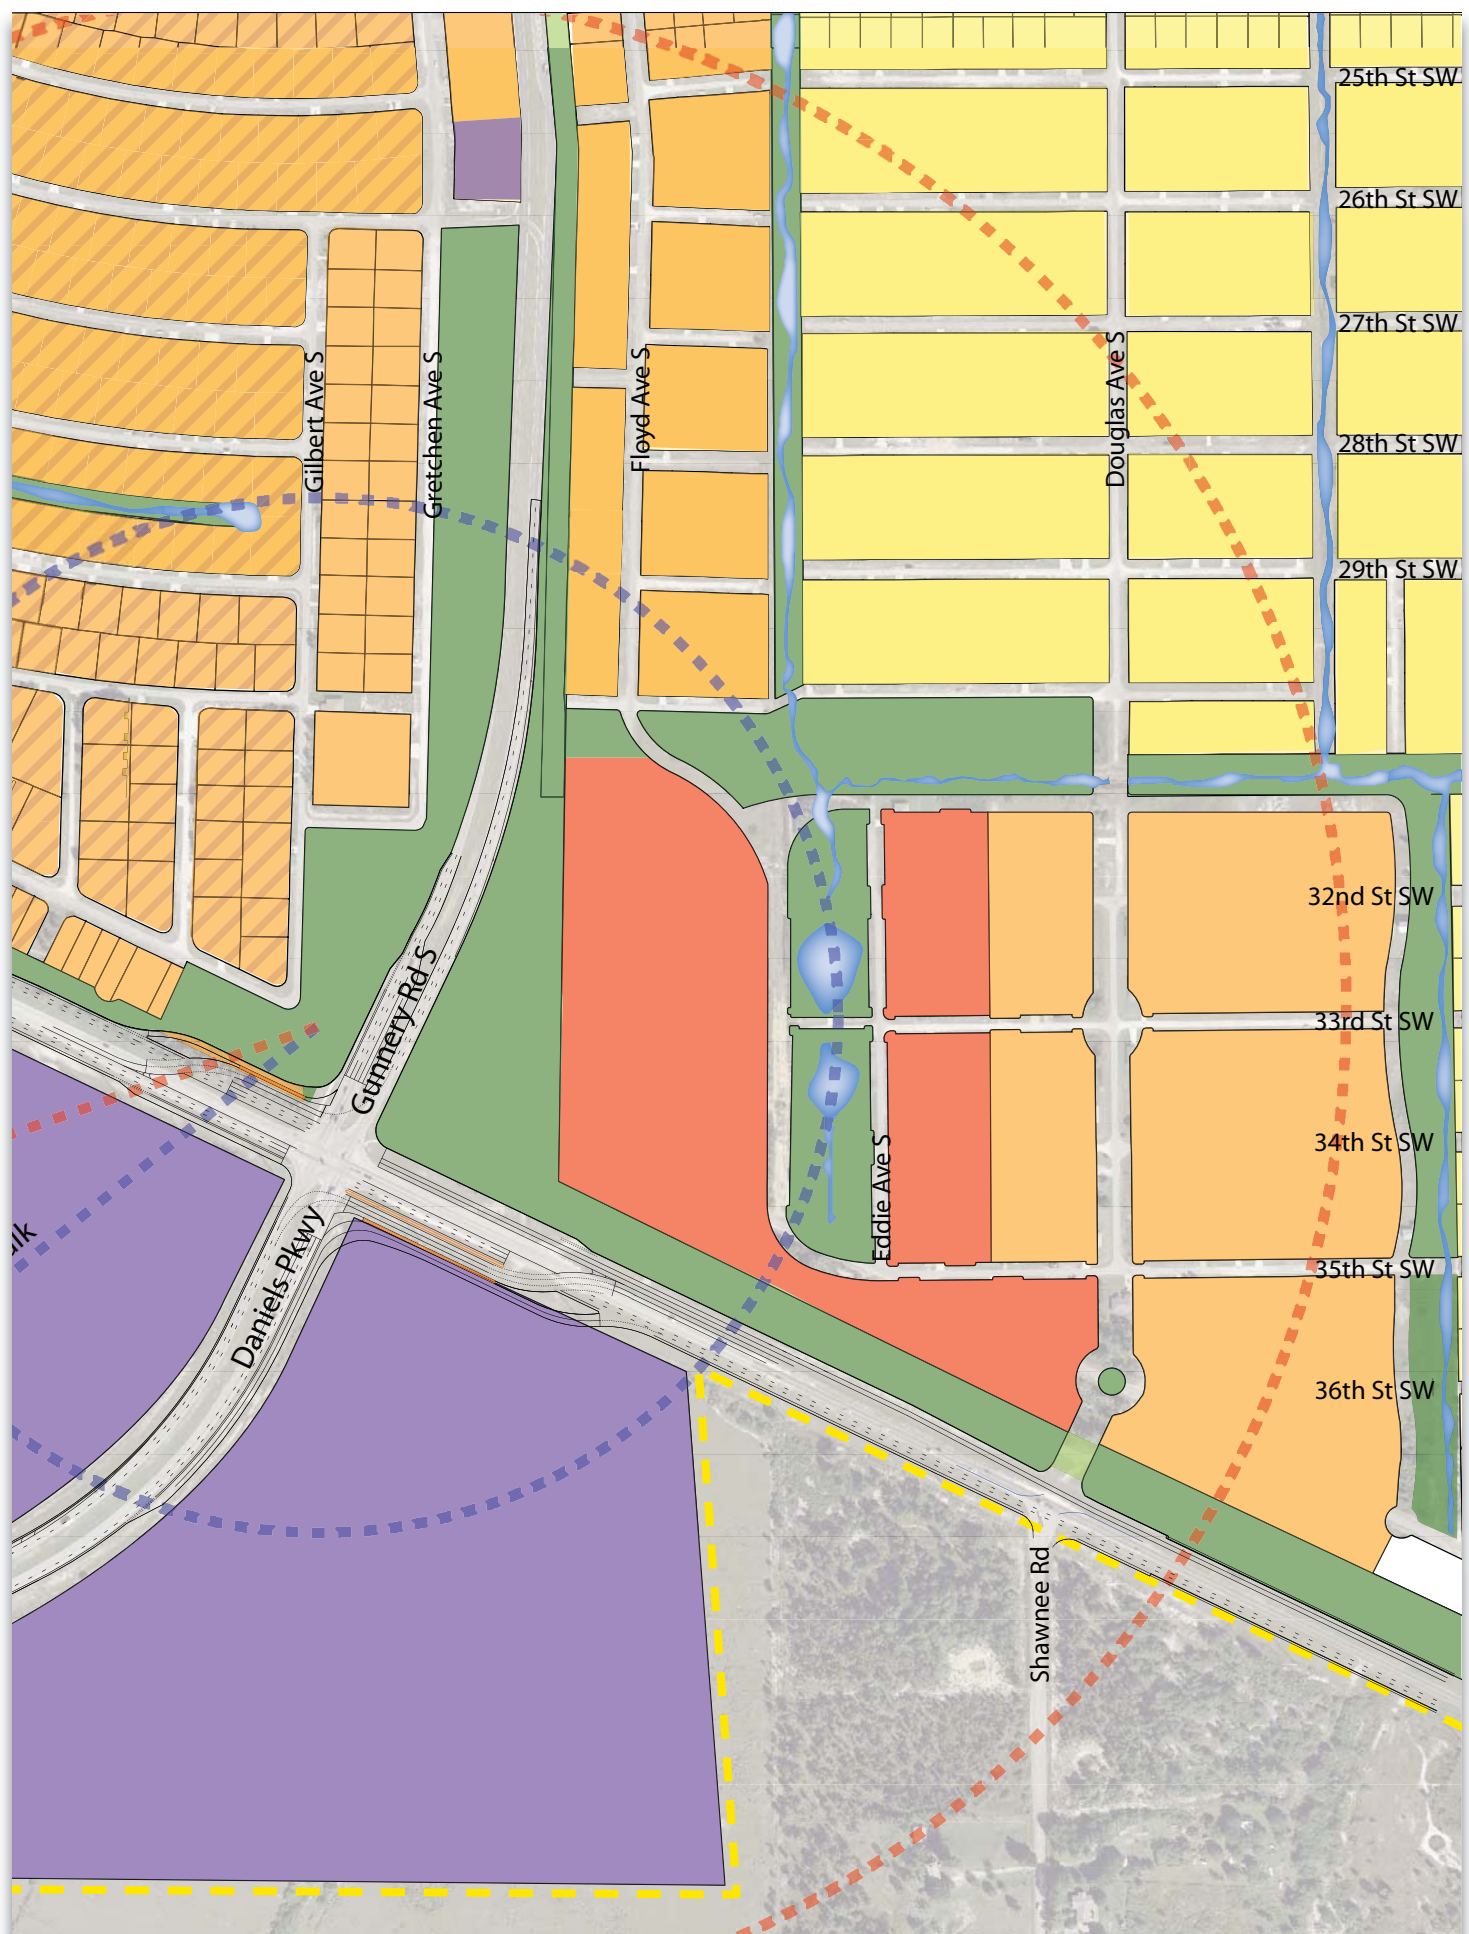 25th St SW
26th St SW
27th St SW
28th St SW
29th St SW
Gilbert Ave S
Gretchen Ave S
Floyd Ave S
Douglas Ave S
32nd St SW
33rd St SW
34th St SW
35th St SW
36th St SW
Gunnery Rd S
Eddie Ave S
Daniels Pkwy
Shawnee Rd